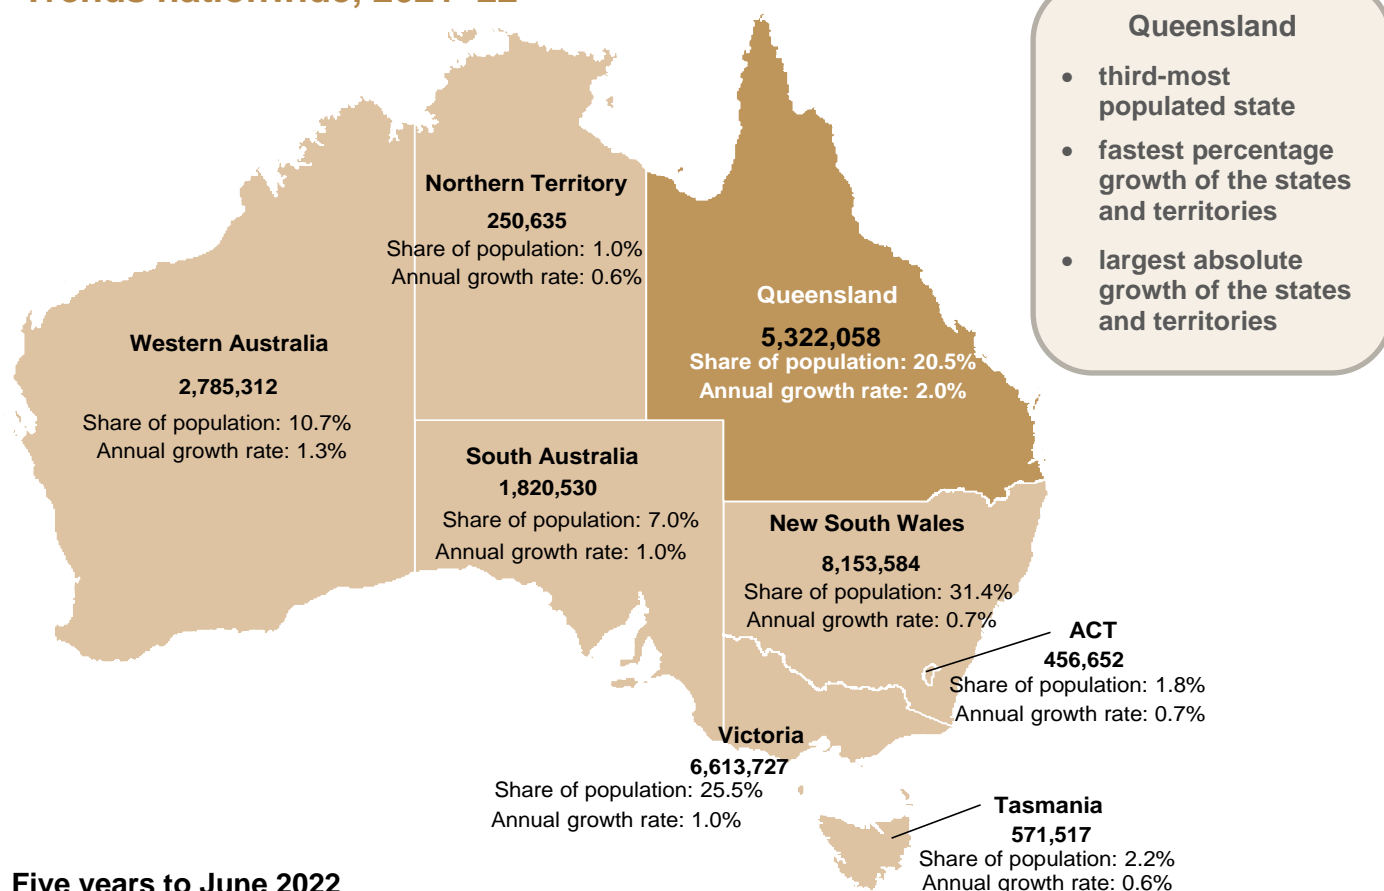 Trends nationwide, 2021–22
Queensland
• third-most
populated state
• fastest percentage
growth of the states
and territories
• largest absolute
growth of the states
and territories
Northern Territory
250,635
Share of population: 1.0%
Annual growth rate: 0.6%
Queensland
5,322,058
Share of population: 20.5%
Annual growth rate: 2.0%
Western Australia
2,785,312
Share of population: 10.7%
Annual growth rate: 1.3%
South Australia
1,820,530
Share of population: 7.0%
Annual growth rate: 1.0%
New South Wales
8,153,584
Share of population: 31.4%
Annual growth rate: 0.7%
ACT
456,652
Share of population: 1.8%
Annual growth rate: 0.7%
Victoria
6,613,727
Share of population: 25.5%
Annual growth rate: 1.0%
Tasmania
571,517
Share of population: 2.2%
Annual growth rate: 0.6%
Five years to June 2022